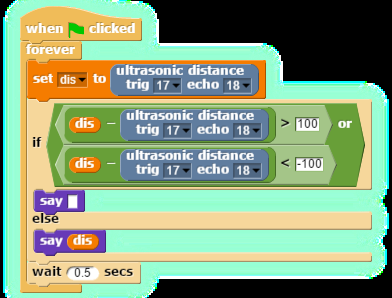 when clicked
forever
set dis to ultrasonic distance trig 17 echo 18
if dis - ultrasonic distance trig 17 echo 18 > 100 or
dis - ultrasonic distance trig 17 echo 18 < -100
say
else
say dis
wait 0.5 secs